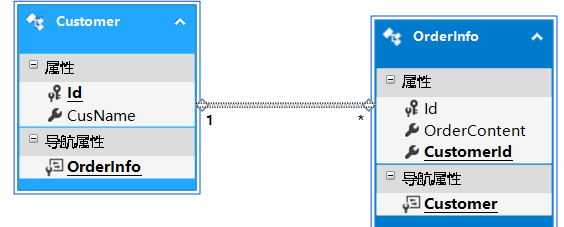 Customer
属性
Id
CusName
导航属性
OrderInfo
1
*
OrderInfo
属性
Id
OrderContent
CustomerId
导航属性
Customer